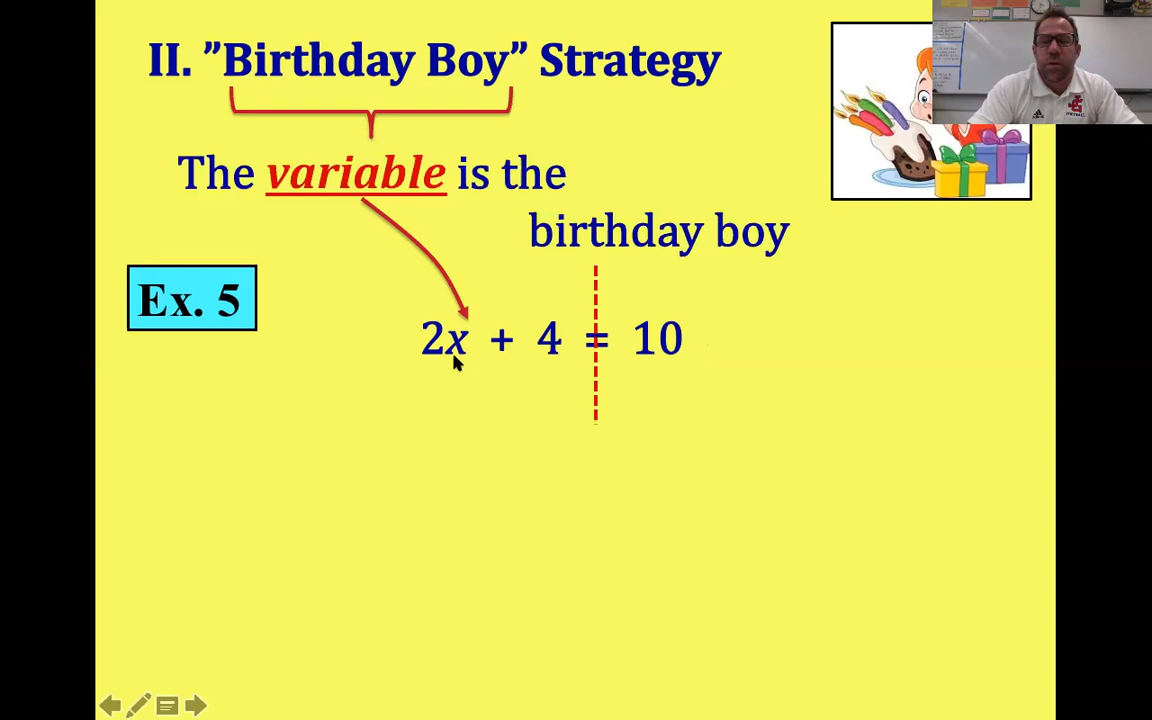 II. ”Birthday Boy” Strategy
The variable is the
birthday boy
Ex. 5
2x + 4 = 10